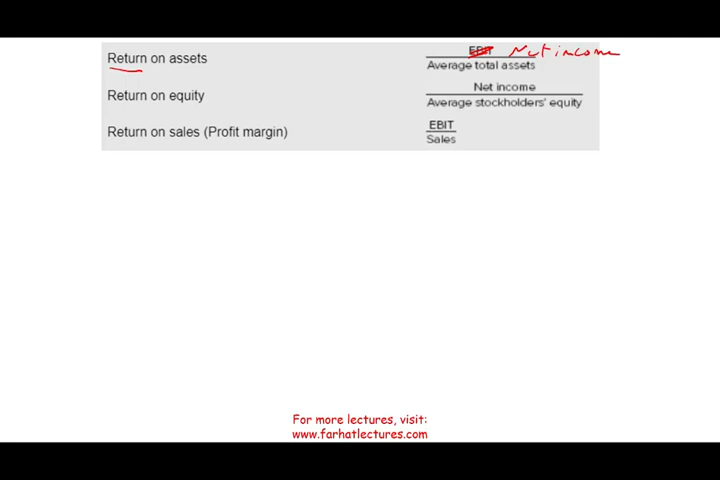 Return on assets EBIT Net income
Average total assets
Return on equity Net income
Average stockholders' equity
Return on sales (Profit margin) EBIT
Sales
For more lectures, visit:
www.farhatlectures.com